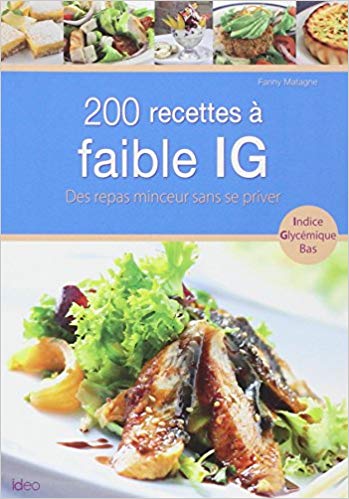 Fanny Matagne
200 recettes à
faible IG
Des repas minceur sans se priver
Indice
Glycémique
Bas
ideo